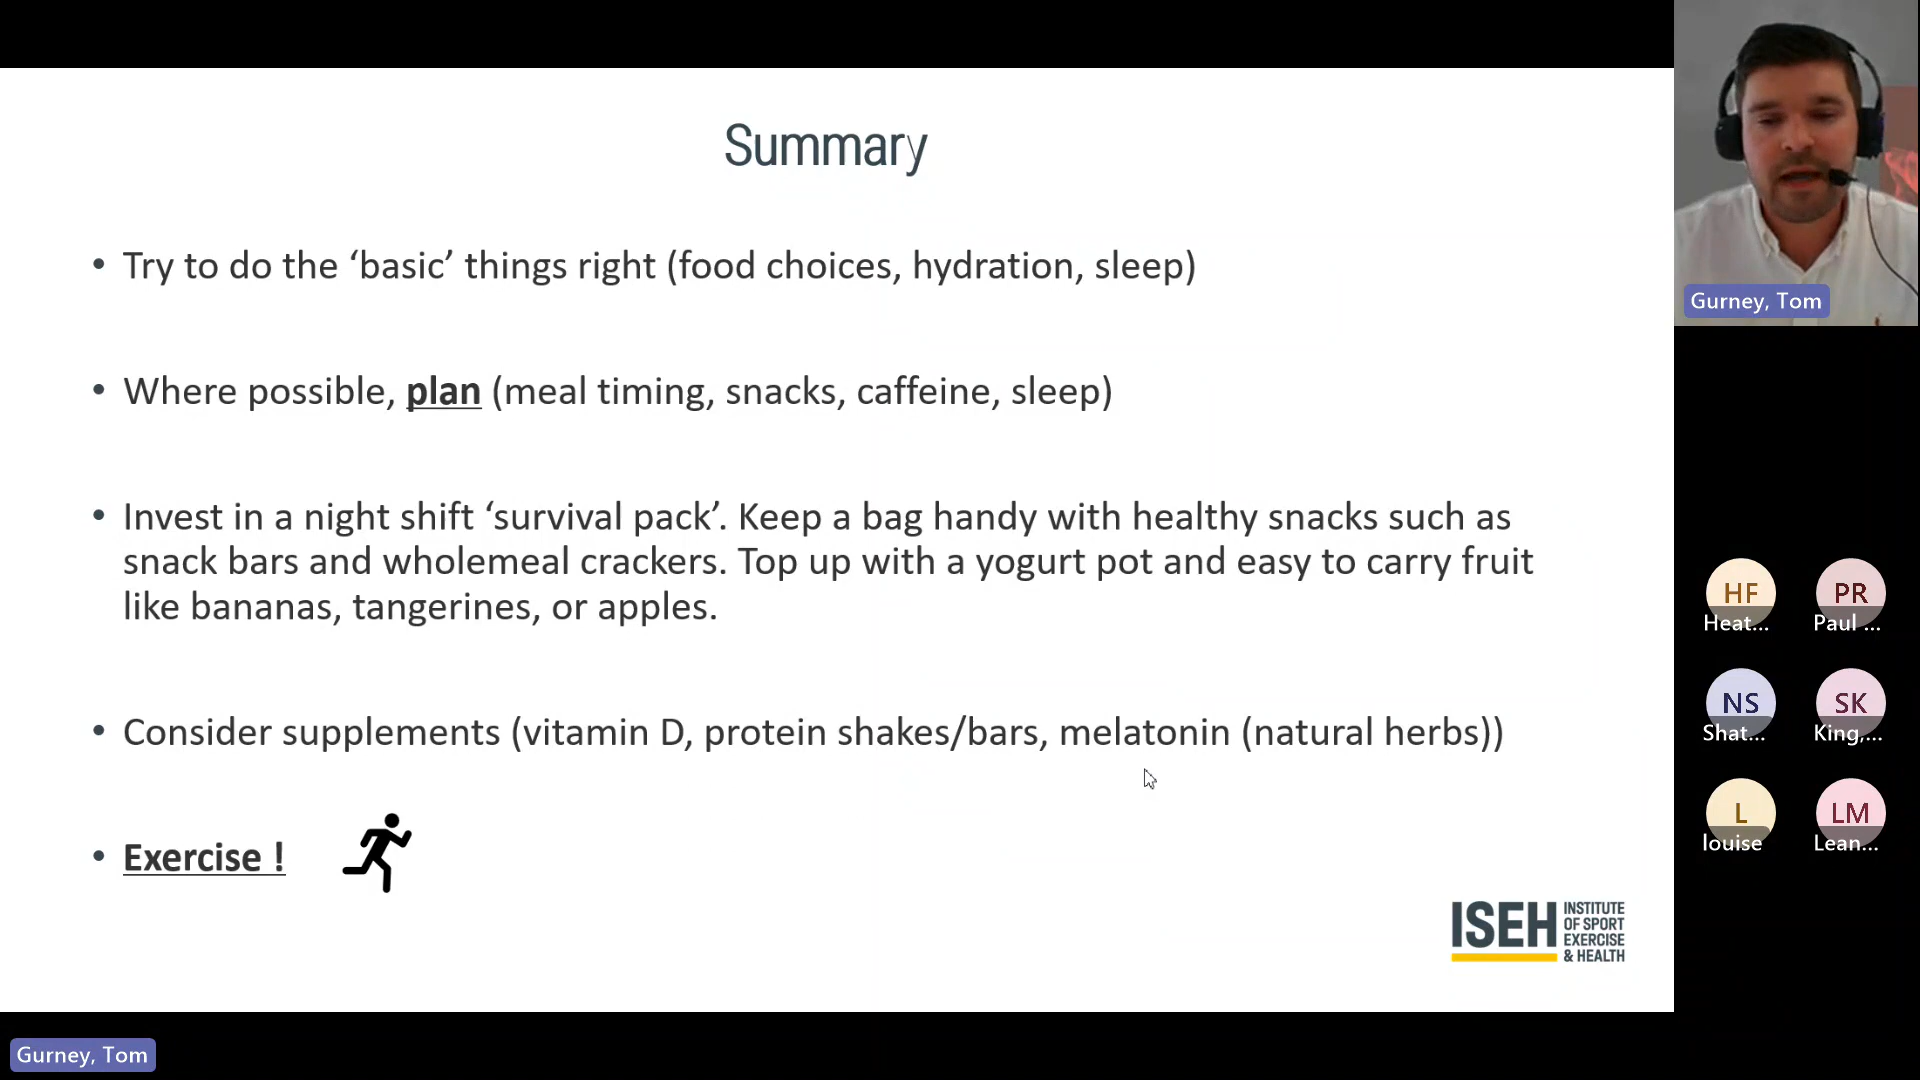 Summary
• Try to do the ‘basic’ things right (food choices, hydration, sleep)
• Where possible, plan (meal timing, snacks, caffeine, sleep)
• Invest in a night shift ‘survival pack’. Keep a bag handy with healthy snacks such as
snack bars and wholemeal crackers. Top up with a yogurt pot and easy to carry fruit
like bananas, tangerines, or apples.
• Consider supplements (vitamin D, protein shakes/bars, melatonin (natural herbs))
• Exercise !
ISEH
INSTITUTE
OF SPORT
EXERCISE
& HEALTH
Gurney, Tom
HF
Heat...
PR
Paul ...
NS
Shat...
SK
King,...
L
louise
LM
Lean...
Gurney, Tom